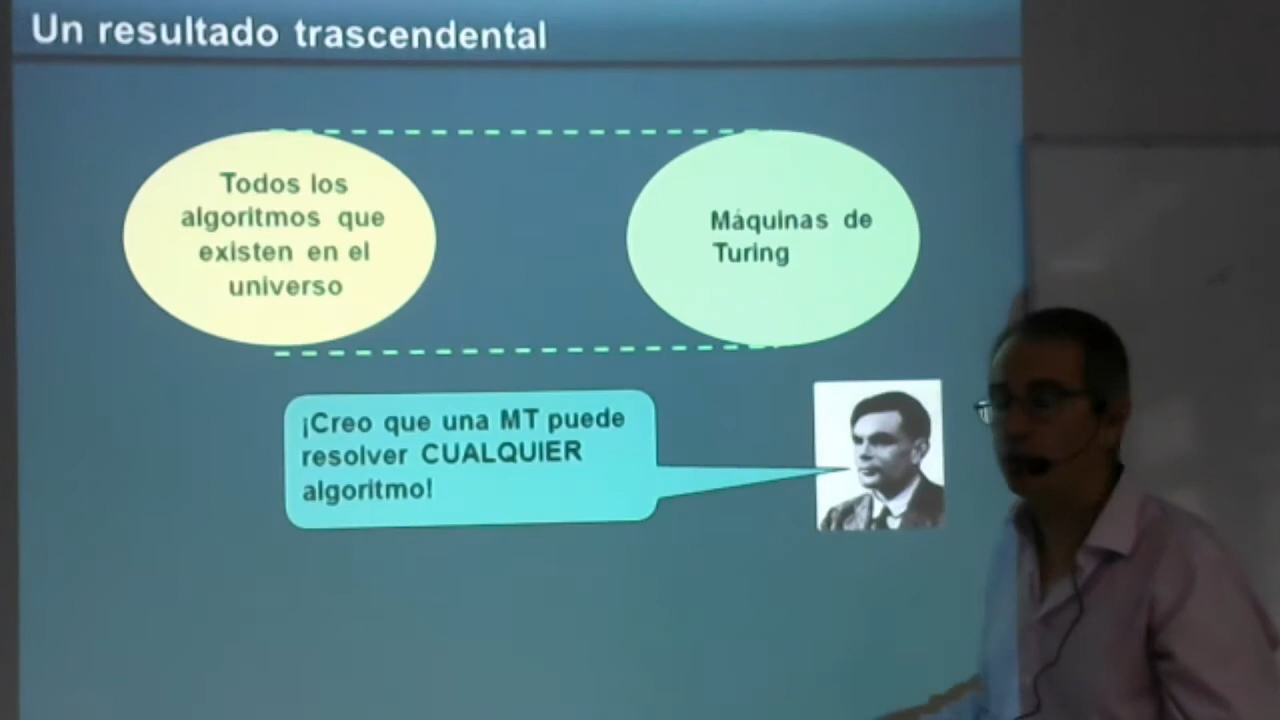 Un resultado trascendental
Todos los
algoritmos que
existen en el
universo
Máquinas de
Turing
¡Creo que una MT puede
resolver CUALQUIER
algoritmo!